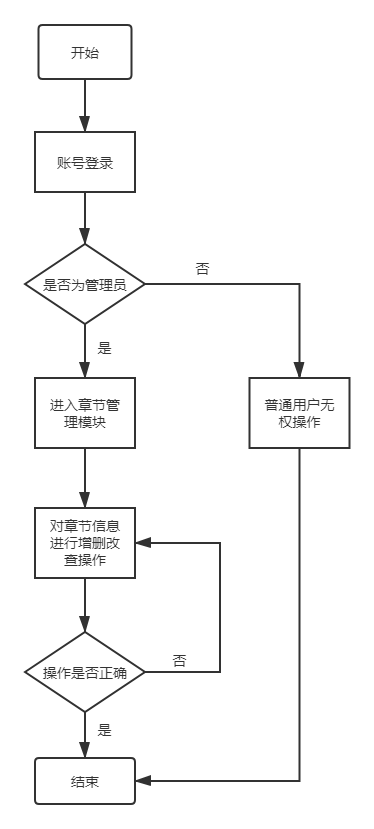 开始
账号登录
是否为管理员
否
是
进入章节管
理模块
普通用户无
权操作
对章节信息
进行增删改
查操作
操作是否正确
否
是
结束